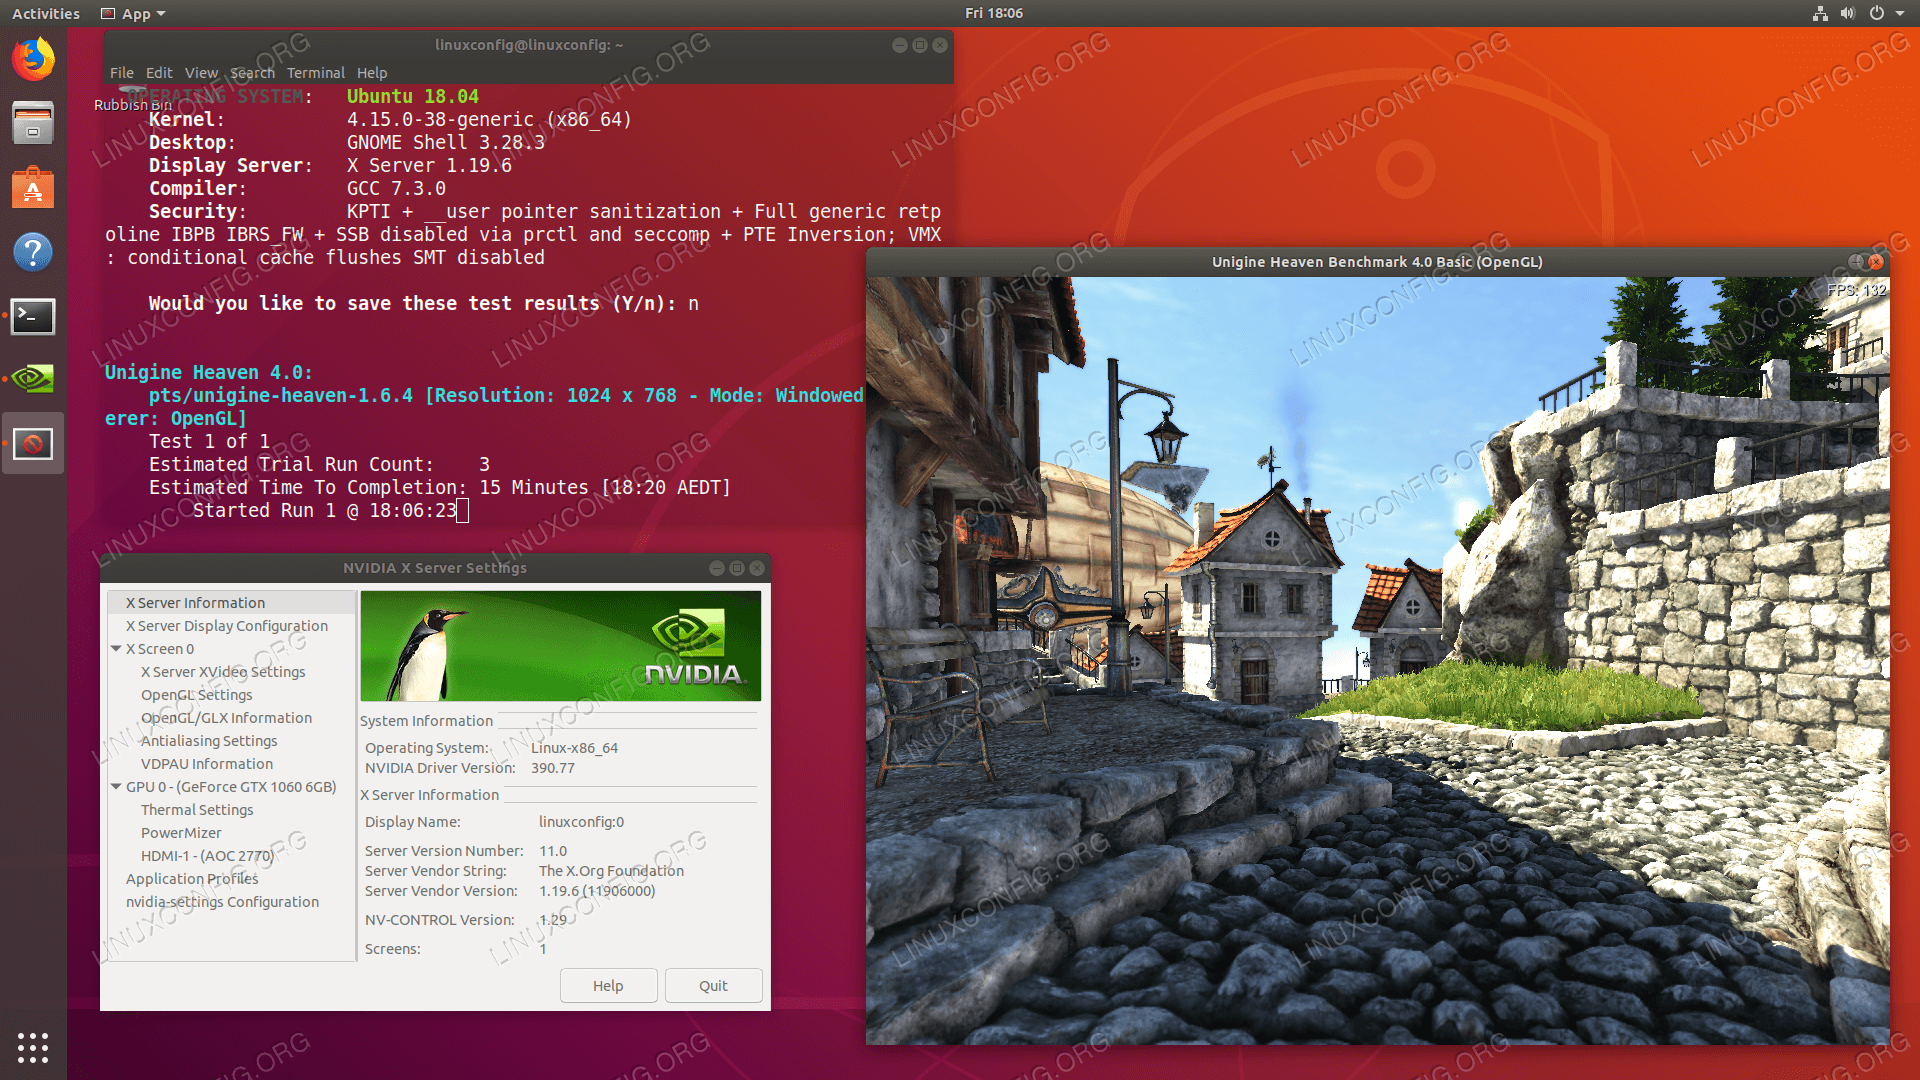 Activities
App
Fri 18:06
linuxconfig@linuxconfig: ~
File Edit View Search Terminal Help
Rubbish Bin
OPERATING SYSTEM: Ubuntu 18.04
Kernel: 4.15.0-38-generic (x86_64)
Desktop: GNOME Shell 3.28.3
Display Server: X Server 1.19.6
Compiler: GCC 7.3.0
Security: KPTI + __user pointer sanitization + Full generic retp
oline IBPB IBRS_FW + SSB disabled via prctl and seccomp + PTE Inversion; VMX
: conditional cache flushes SMT disabled
Would you like to save these test results (Y/n): n
Unigine Heaven 4.0:
pts/unigine-heaven-1.6.4 [Resolution: 1024 x 768 - Mode: Windowed
erer: OpenGL]
Test 1 of 1
Estimated Trial Run Count: 3
Estimated Time To Completion: 15 Minutes [18:20 AEDT]
Started Run 1 @ 18:06:23
Unigine Heaven Benchmark 4.0 Basic (OpenGL)
FPS: 132
NVIDIA X Server Settings
X Server Information
X Server Display Configuration
X Screen 0
X Server XVideo Settings
OpenGL Settings
OpenGL/GLX Information
Antialiasing Settings
VDPAU Information
GPU 0 - (GeForce GTX 1060 6GB)
Thermal Settings
PowerMizer
HDMI-1 - (AOC 2770)
Application Profiles
nvidia-settings Configuration
NVIDIA.
System Information
Operating System: Linux-x86_64
NVIDIA Driver Version: 390.77
X Server Information
Display Name: linuxconfig:0
Server Version Number: 11.0
Server Vendor String: The X.Org Foundation
Server Vendor Version: 1.19.6 (11906000)
NV-CONTROL Version: 1.29
Screens: 1
Help
Quit
LINUXCONFIG.ORG